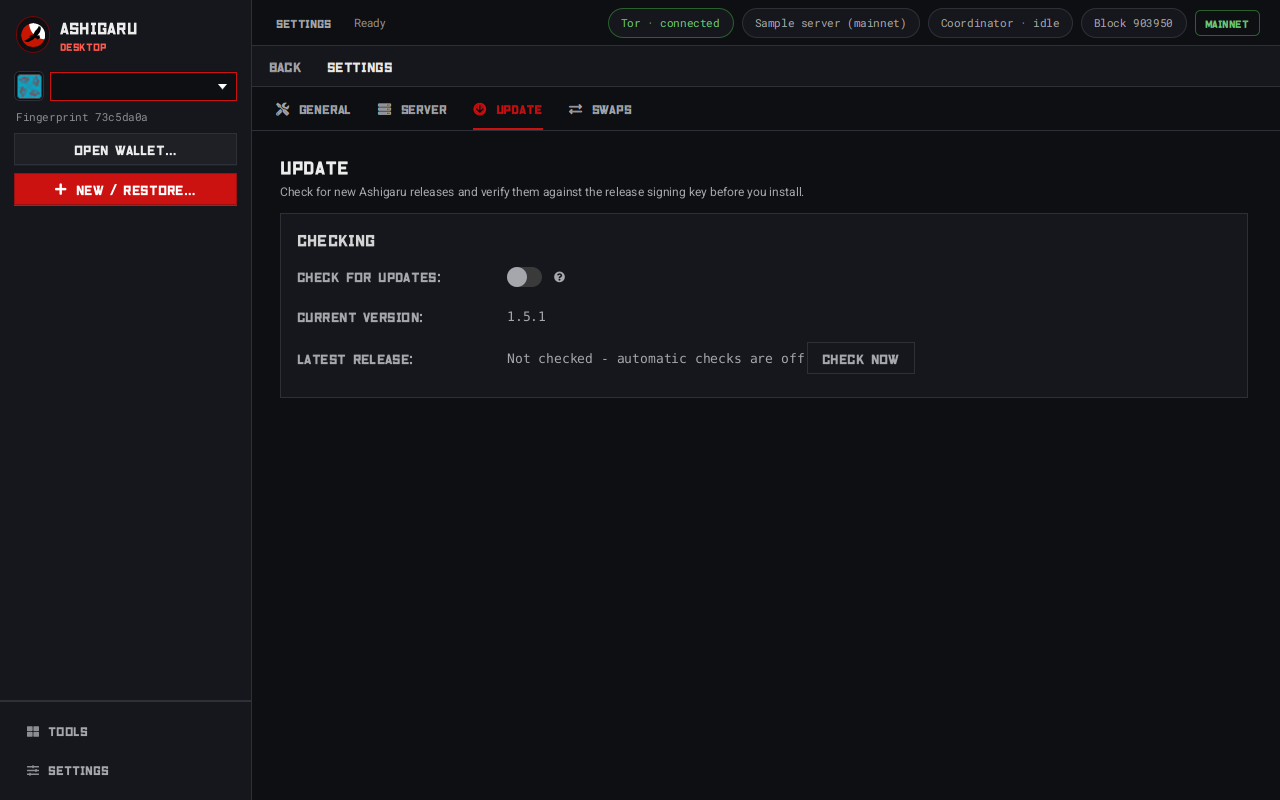 ASHIGARU
DESKTOP
Fingerprint 73c5da0a
OPEN WALLET...
+ NEW / RESTORE...
TOOLS
SETTINGS
SETTINGS Ready Tor · connected Sample server (mainnet) Coordinator · idle Block 903950 MAINNET
BACK SETTINGS
GENERAL SERVER UPDATE SWAPS
UPDATE
Check for new Ashigaru releases and verify them against the release signing key before you install.
CHECKING
CHECK FOR UPDATES: ?
CURRENT VERSION: 1.5.1
LATEST RELEASE: Not checked - automatic checks are off CHECK NOW